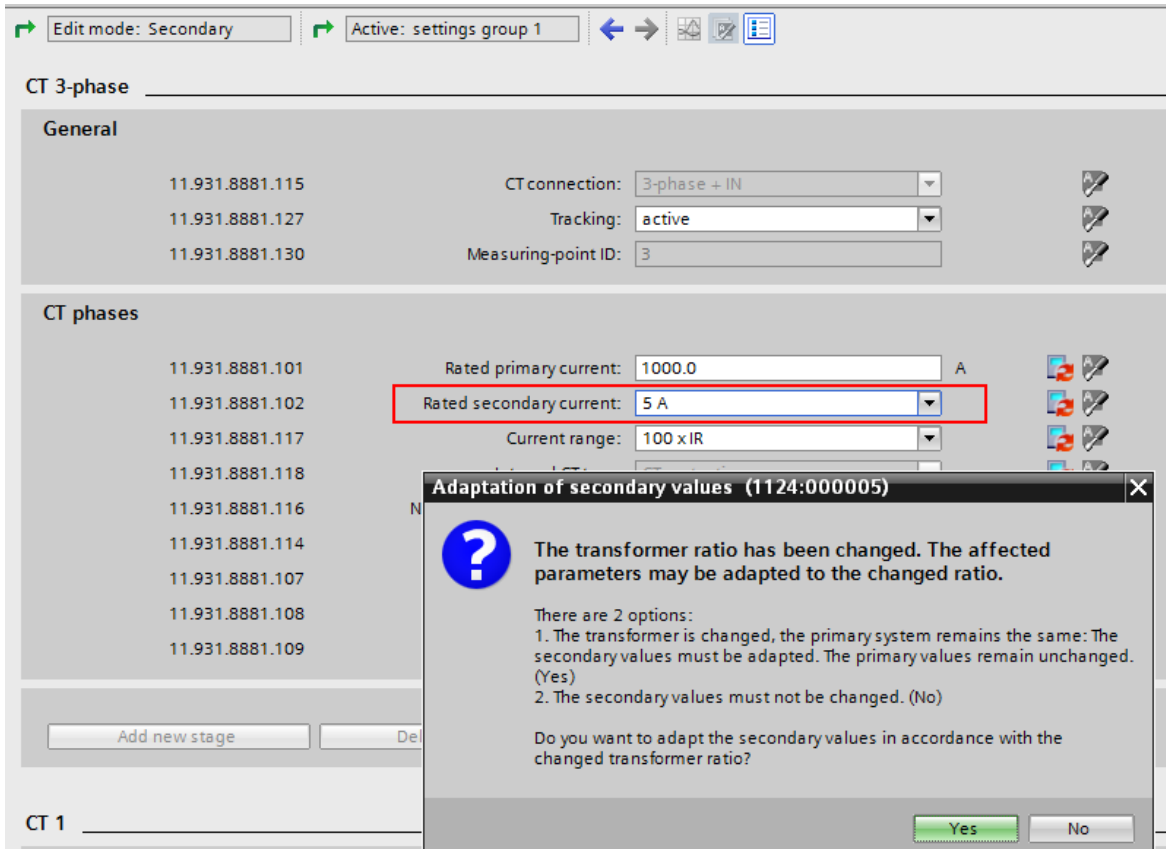 Edit mode: Secondary Active: settings group 1
CT 3-phase
General
11.931.8881.115 CT connection: 3-phase + IN
11.931.8881.127 Tracking: active
11.931.8881.130 Measuring-point ID: 3
CT phases
11.931.8881.101 Rated primary current: 1000.0 A
11.931.8881.102 Rated secondary current: 5 A
11.931.8881.117 Current range: 100 x IR
11.931.8881.118
11.931.8881.116 N
11.931.8881.114
11.931.8881.107
11.931.8881.108
11.931.8881.109
Adaptation of secondary values (1124:000005)
The transformer ratio has been changed. The affected
parameters may be adapted to the changed ratio.
There are 2 options:
1. The transformer is changed, the primary system remains the same: The
secondary values must be adapted. The primary values remain unchanged.
(Yes)
2. The secondary values must not be changed. (No)
Do you want to adapt the secondary values in accordance with the
changed transformer ratio?
Yes No
Add new stage Del
CT 1